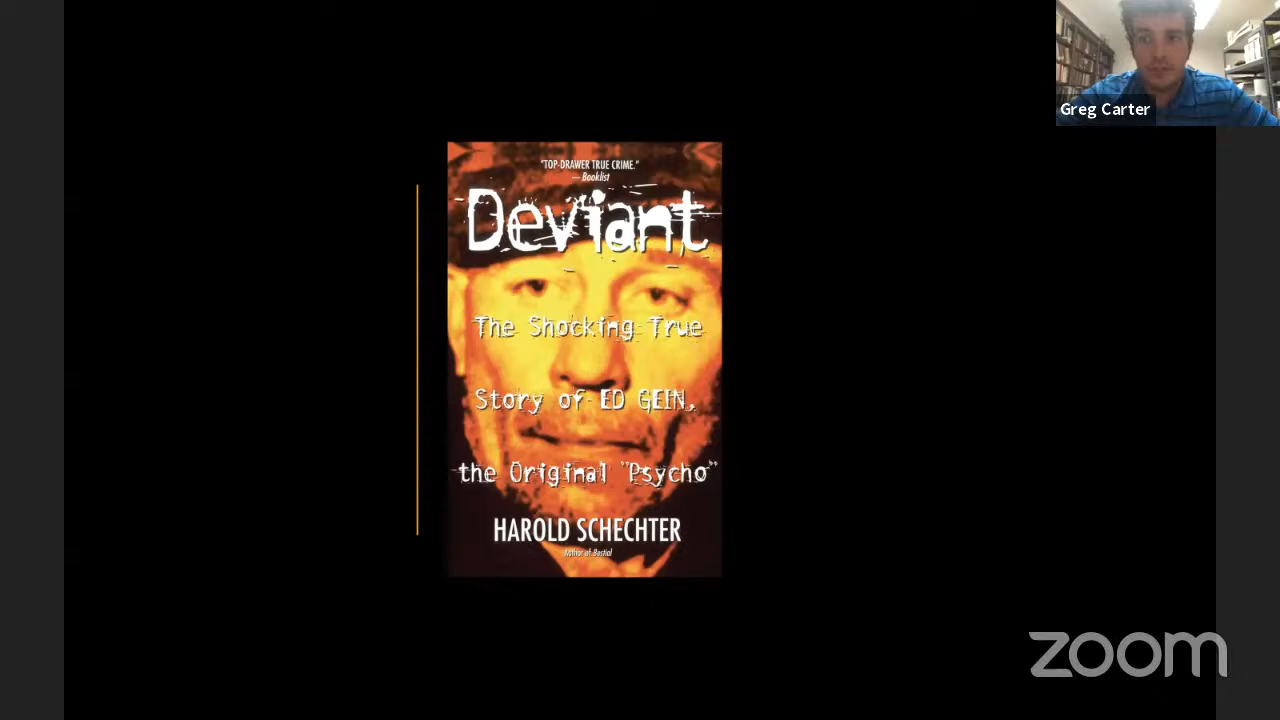 "TOP-DRAWER TRUE CRIME."
— Booklist
Deviant
The Shocking True
Story of ED GEIN,
the Original "Psycho"
HAROLD SCHECHTER
Author of Bestial
Greg Carter
zoom